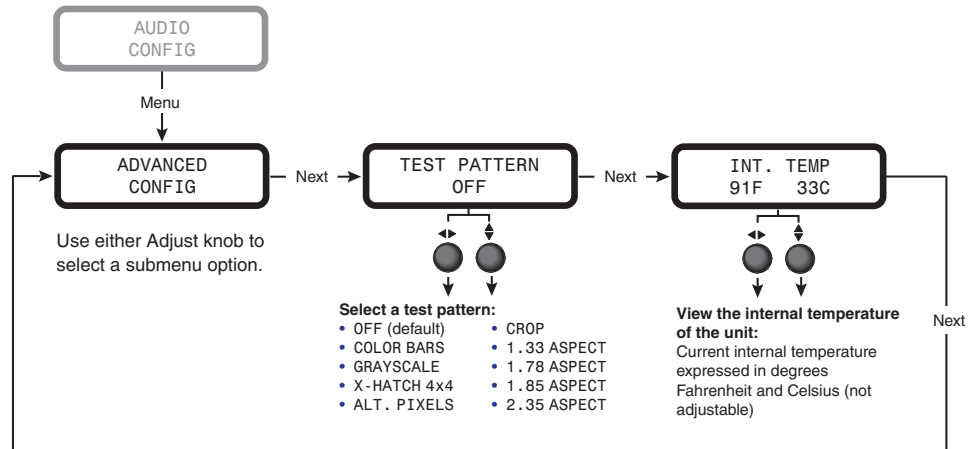 AUDIO
CONFIG
Menu
ADVANCED
CONFIG
Next
TEST PATTERN
OFF
Next
INT. TEMP
91F 33C
Next
Use either Adjust knob to
select a submenu option.
Select a test pattern:
• OFF (default)
• COLOR BARS
• GRAYSCALE
• X-HATCH 4x4
• ALT. PIXELS
• CROP
• 1.33 ASPECT
• 1.78 ASPECT
• 1.85 ASPECT
• 2.35 ASPECT
View the internal temperature
of the unit:
Current internal temperature
expressed in degrees
Fahrenheit and Celsius (not
adjustable)